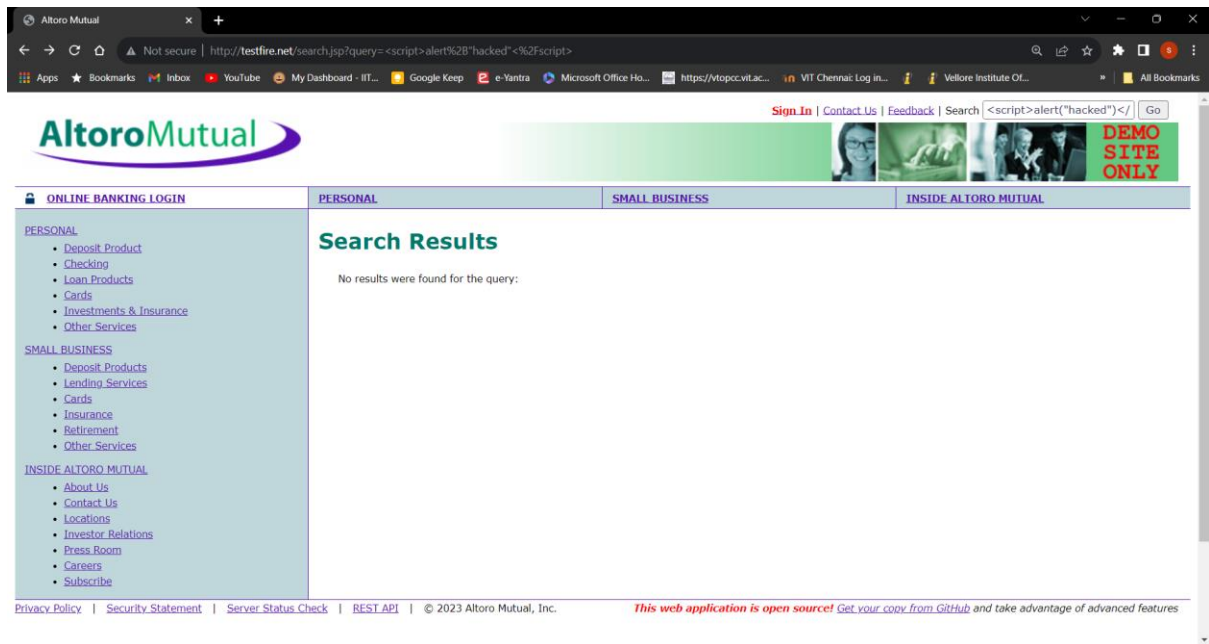 Altoro Mutual
Not secure | http://testfire.net/search.jsp?query=<script>alert%2B"hacked"<%2Fscript>
Apps Bookmarks Inbox YouTube My Dashboard - IIT... Google Keep e-Yantra Microsoft Office Ho... https://vtopcc.vit.ac... VIT Chennai: Log in... Vellore Institute Of... » All Bookmarks
Sign In | Contact Us | Feedback | Search <script>alert("hacked")</ Go
AltoroMutual
DEMO
SITE
ONLY
ONLINE BANKING LOGIN PERSONAL SMALL BUSINESS INSIDE ALTORO MUTUAL
PERSONAL
• Deposit Product
• Checking
• Loan Products
• Cards
• Investments & Insurance
• Other Services
SMALL BUSINESS
• Deposit Products
• Lending Services
• Cards
• Insurance
• Retirement
• Other Services
INSIDE ALTORO MUTUAL
• About Us
• Contact Us
• Locations
• Investor Relations
• Press Room
• Careers
• Subscribe
Search Results
No results were found for the query:
Privacy Policy | Security Statement | Server Status Check | REST API | © 2023 Altoro Mutual, Inc. This web application is open source! Get your copy from GitHub and take advantage of advanced features